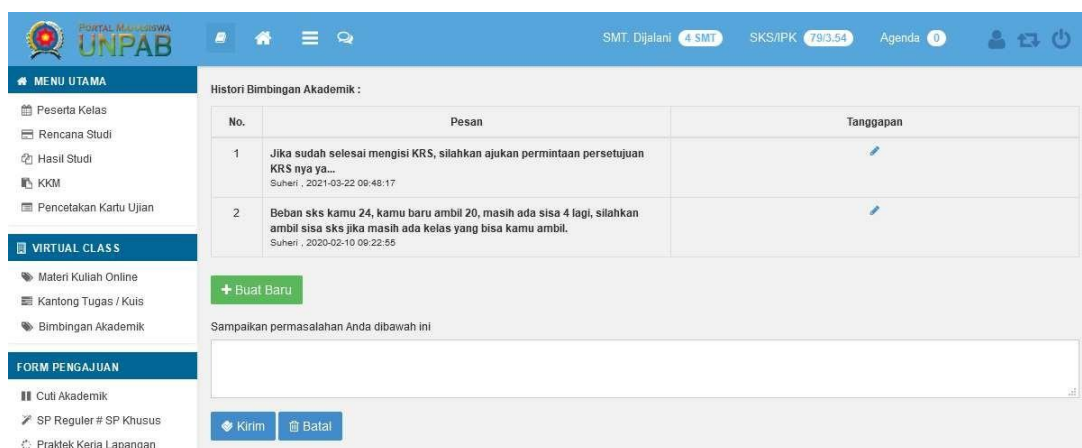 PORTAL MAHASISWA
UNPAB
SMT. Dijalani 4 SMT
SKS/IPK 79/3.54
Agenda 0
MENU UTAMA
Peserta Kelas
Rencana Studi
Hasil Studi
KKM
Pencetakan Kartu Ujian
VIRTUAL CLASS
Materi Kuliah Online
Kantong Tugas / Kuis
Bimbingan Akademik
FORM PENGAJUAN
Cuti Akademik
SP Reguler # SP Khusus
Praktek Kerja Lapangan
Histori Bimbingan Akademik :
No. Pesan Tanggapan
1 Jika sudah selesai mengisi KRS, silahkan ajukan permintaan persetujuan
KRS nya ya...
Suheri , 2021-03-22 09:48:17
2 Beban sks kamu 24, kamu baru ambil 20, masih ada sisa 4 lagi, silahkan
ambil sisa sks jika masih ada kelas yang bisa kamu ambil.
Suheri , 2020-02-10 09:22:55
+ Buat Baru
Sampaikan permasalahan Anda dibawah ini
Kirim
Batal